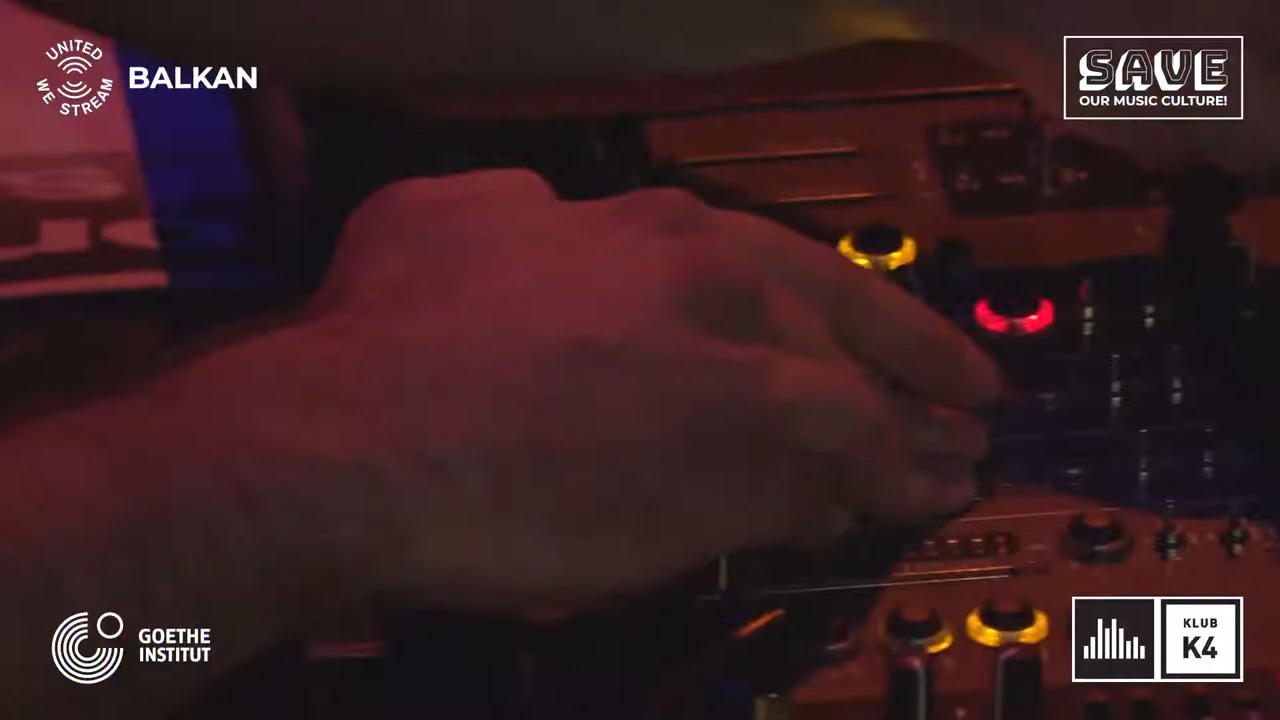 UNITED
WE STREAM
BALKAN
SAVE
OUR MUSIC CULTURE!
GOETHE
INSTITUT
KLUB
K4